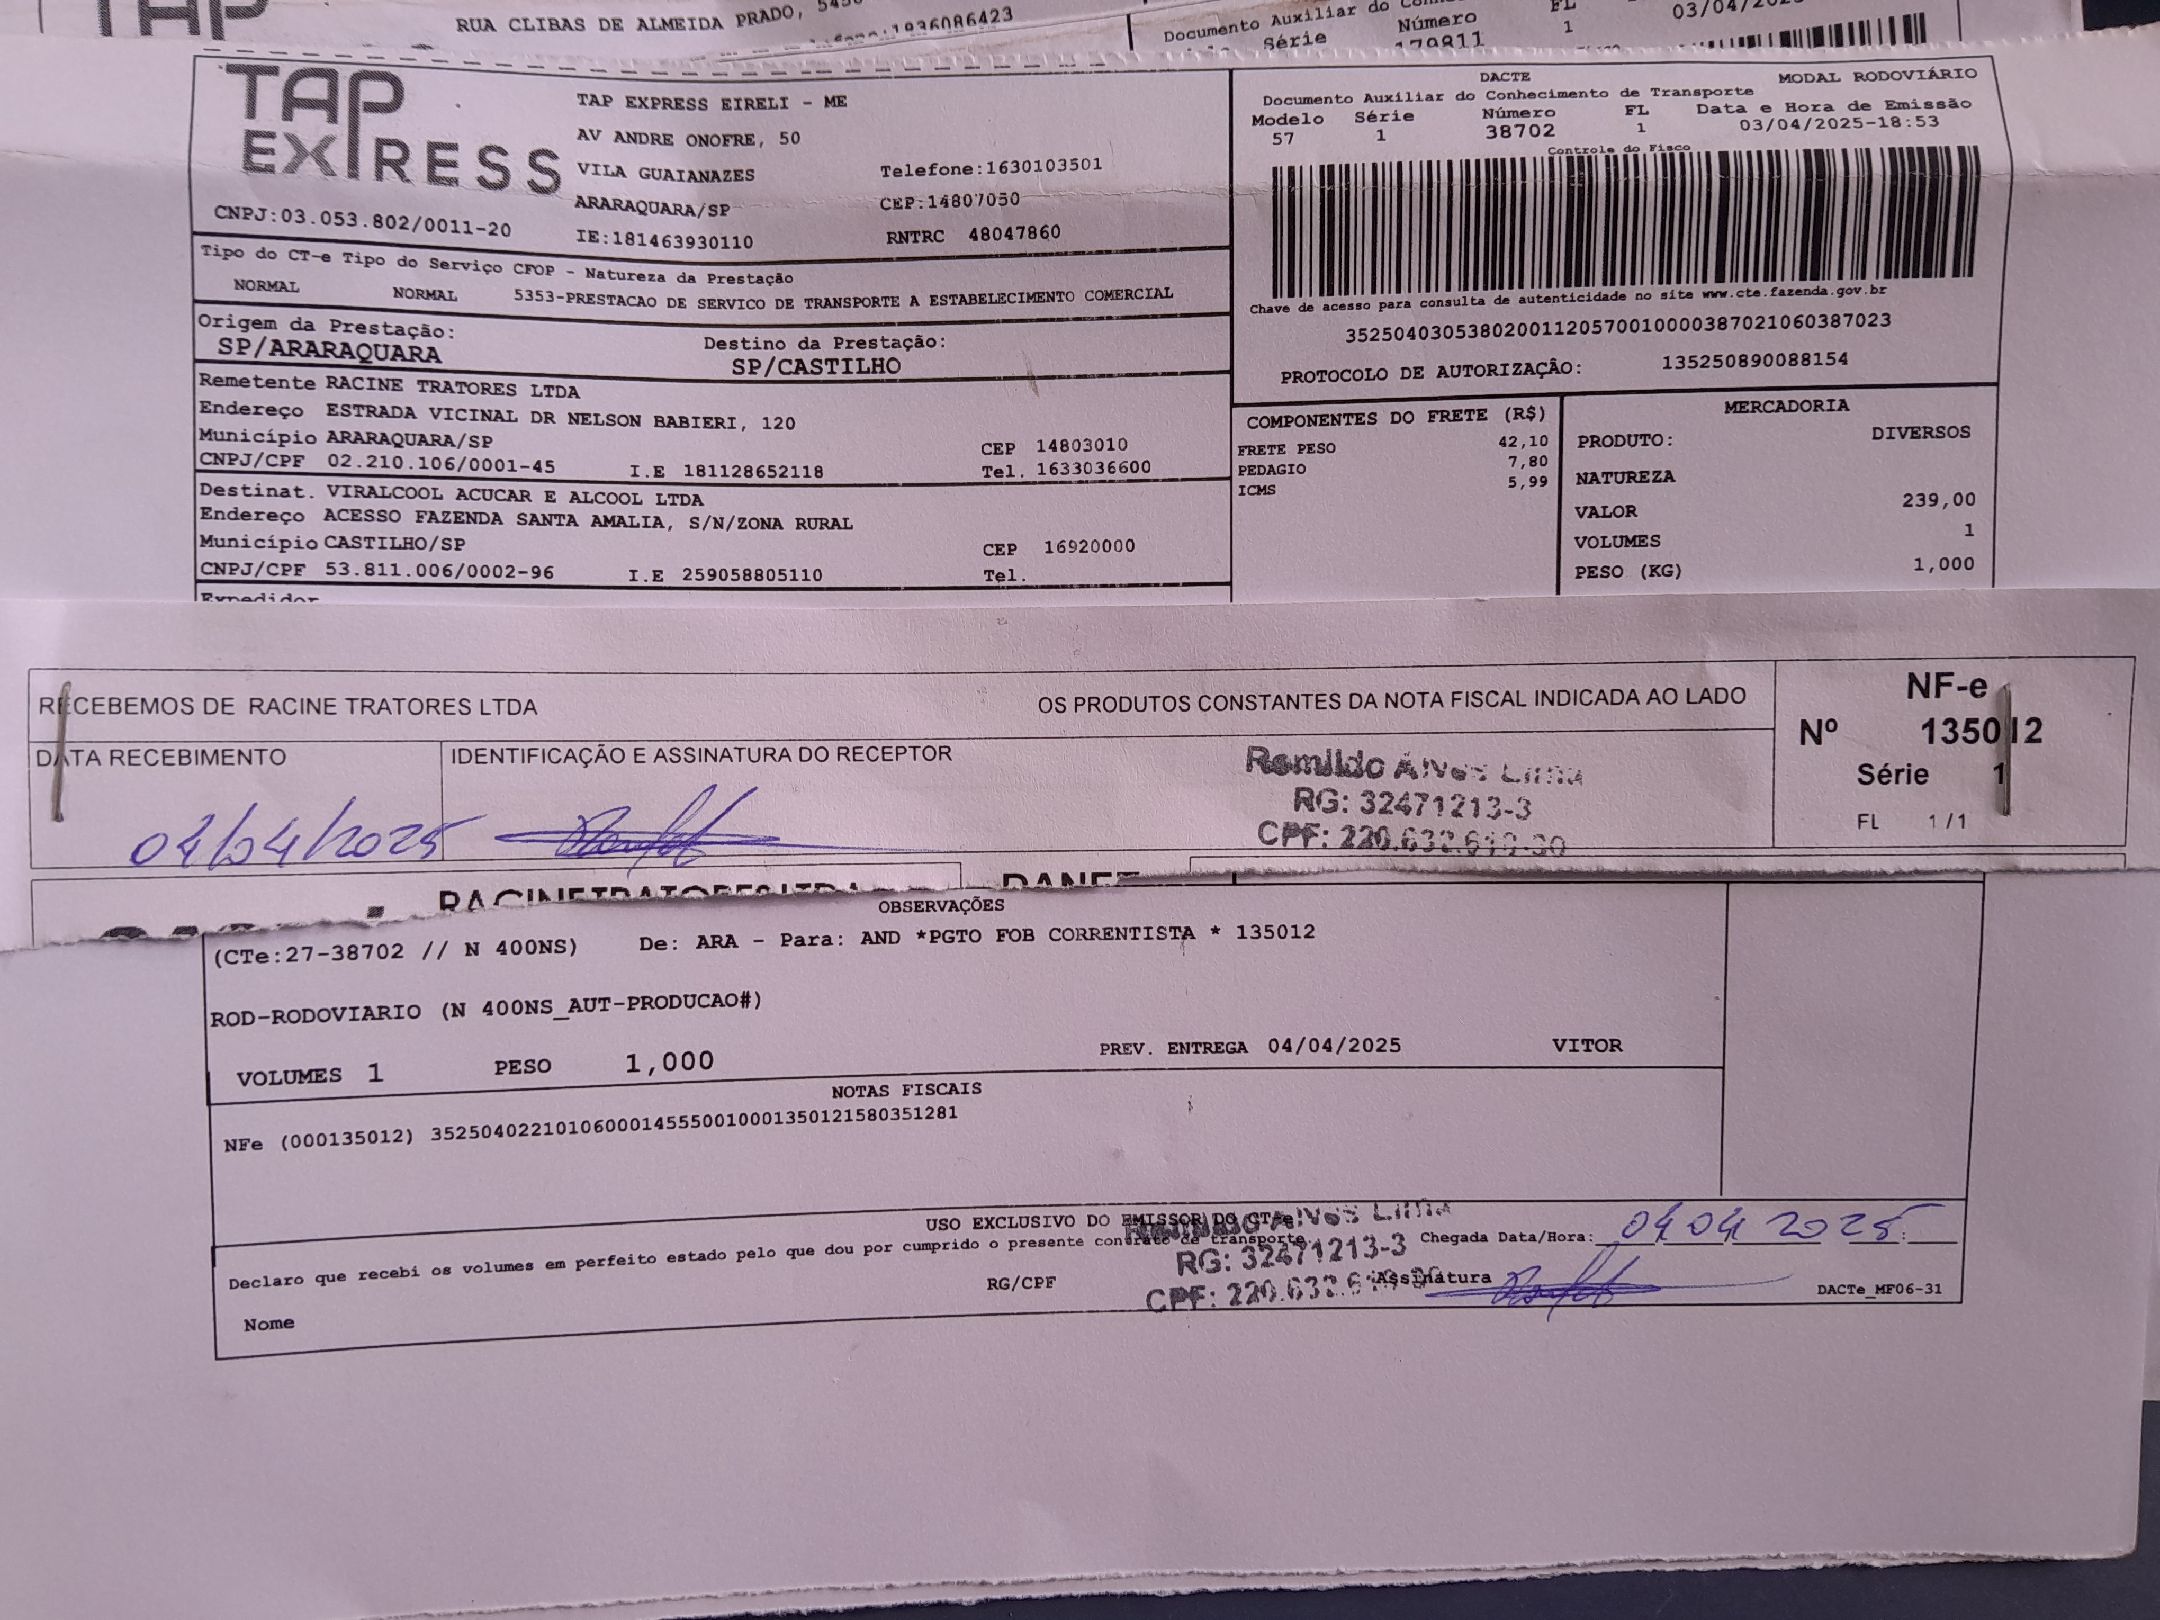 RUA CLIBAS DE ALMEIDA PRADO,
Documento Auxiliar do
Série
Número
179811
FL
1
TAP EXPRESS
CNPJ:03.053.802/0011-20
TAP EXPRESS EIRELI - ME
AV ANDRE ONOFRE, 50
VILA GUAIANAZES Telefone:1630103501
ARARAQUARA/SP CEP:14807050
IE:181463930110 RNTRC 48047860
DACTE MODAL RODOVIÁRIO
Documento Auxiliar do Conhecimento de Transporte
Modelo Série Número FL Data e Hora de Emissão
57 1 38702 1 03/04/2025-18:53
Controle do Fisco
Chave de acesso para consulta de autenticidade no site www.cte.fazenda.gov.br
35250403053802001120570010000387021060387023
PROTOCOLO DE AUTORIZAÇÃO: 135250890088154
Tipo do CT-e Tipo do Serviço CFOP - Natureza da Prestação
NORMAL NORMAL 5353-PRESTACAO DE SERVICO DE TRANSPORTE A ESTABELECIMENTO COMERCIAL
Origem da Prestação: Destino da Prestação:
SP/ARARAQUARA SP/CASTILHO
Remetente RACINE TRATORES LTDA
Endereço ESTRADA VICINAL DR NELSON BABIERI, 120
Município ARARAQUARA/SP CEP 14803010
CNPJ/CPF 02.210.106/0001-45 I.E 181128652118 Tel. 1633036600
Destinat. VIRALCOOL ACUCAR E ALCOOL LTDA
Endereço ACESSO FAZENDA SANTA AMALIA, S/N/ZONA RURAL
Município CASTILHO/SP CEP 16920000
CNPJ/CPF 53.811.006/0002-96 I.E 259058805110 Tel.
Expedidor
COMPONENTES DO FRETE (R$)
FRETE PESO 42,10
PEDAGIO 7,80
ICMS 5,99
MERCADORIA
PRODUTO: DIVERSOS
NATUREZA
VALOR 239,00
VOLUMES 1
PESO (KG) 1,000
RECEBEMOS DE RACINE TRATORES LTDA OS PRODUTOS CONSTANTES DA NOTA FISCAL INDICADA AO LADO
DATA RECEBIMENTO IDENTIFICAÇÃO E ASSINATURA DO RECEPTOR
04/04/2025
Romildo Alves Lima
RG: 32471213-3
NF-e
Nº 135012
Série 1
FL 1/1
RACINE TRATORES LTDA DANFE
OBSERVAÇÕES
(CTe:27-38702 // N 400NS) De: ARA - Para: AND *PGTO FOB CORRENTISTA * 135012
ROD-RODOVIARIO (N 400NS_AUT-PRODUCAO#)
VOLUMES 1 PESO 1,000 PREV. ENTREGA 04/04/2025 VITOR
NOTAS FISCAIS
NFe (000135012) 35250402210106000145550010001350121580351281
USO EXCLUSIVO DO EMISSOR DO CT-e
Declaro que recebi os volumes em perfeito estado pelo que dou por cumprido o presente contrato de transporte. Chegada Data/Hora: 04 04 2025
RG: 32471213-3
RG/CPF Assinatura
Nome
DACTe_MF06-31